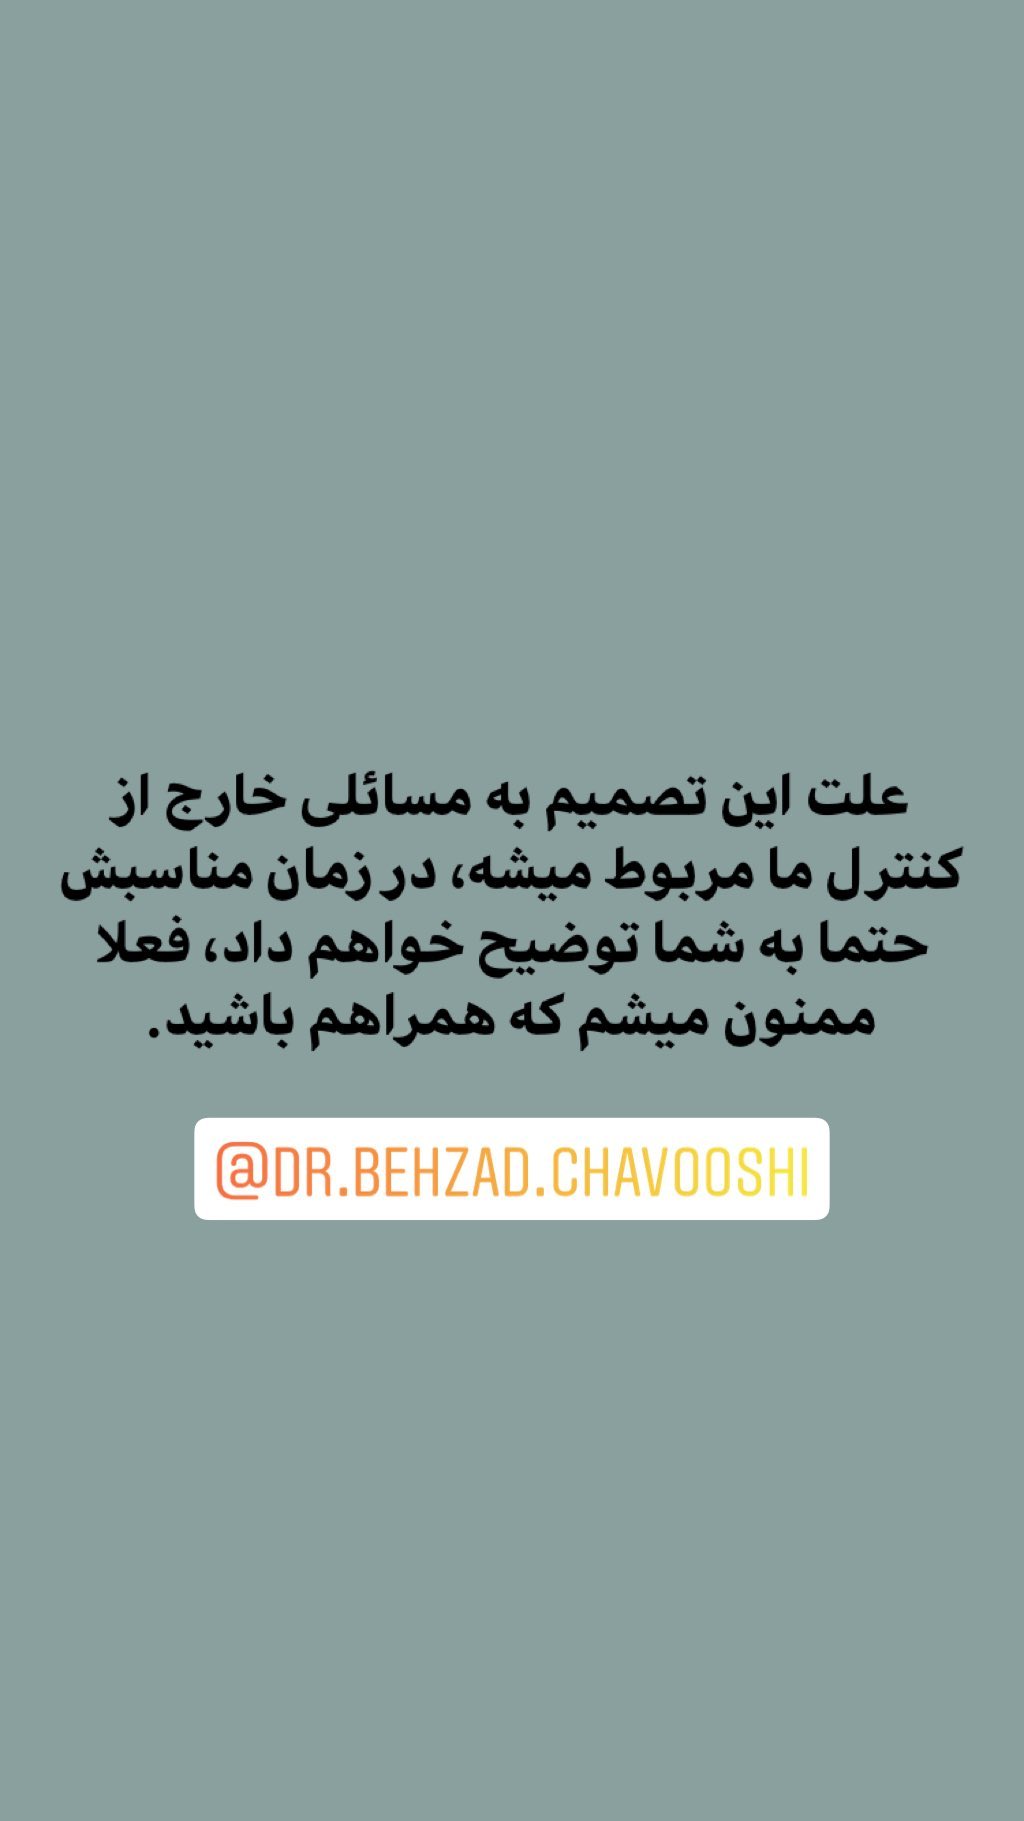 علت این تصمیم به مسائلی خارج از
کنترل ما مربوط میشه، در زمان مناسبش
حتما به شما توضیح خواهم داد، فعلا
ممنون میشم که همراهم باشید.
@DR.BEHZAD.CHAVOOSHI